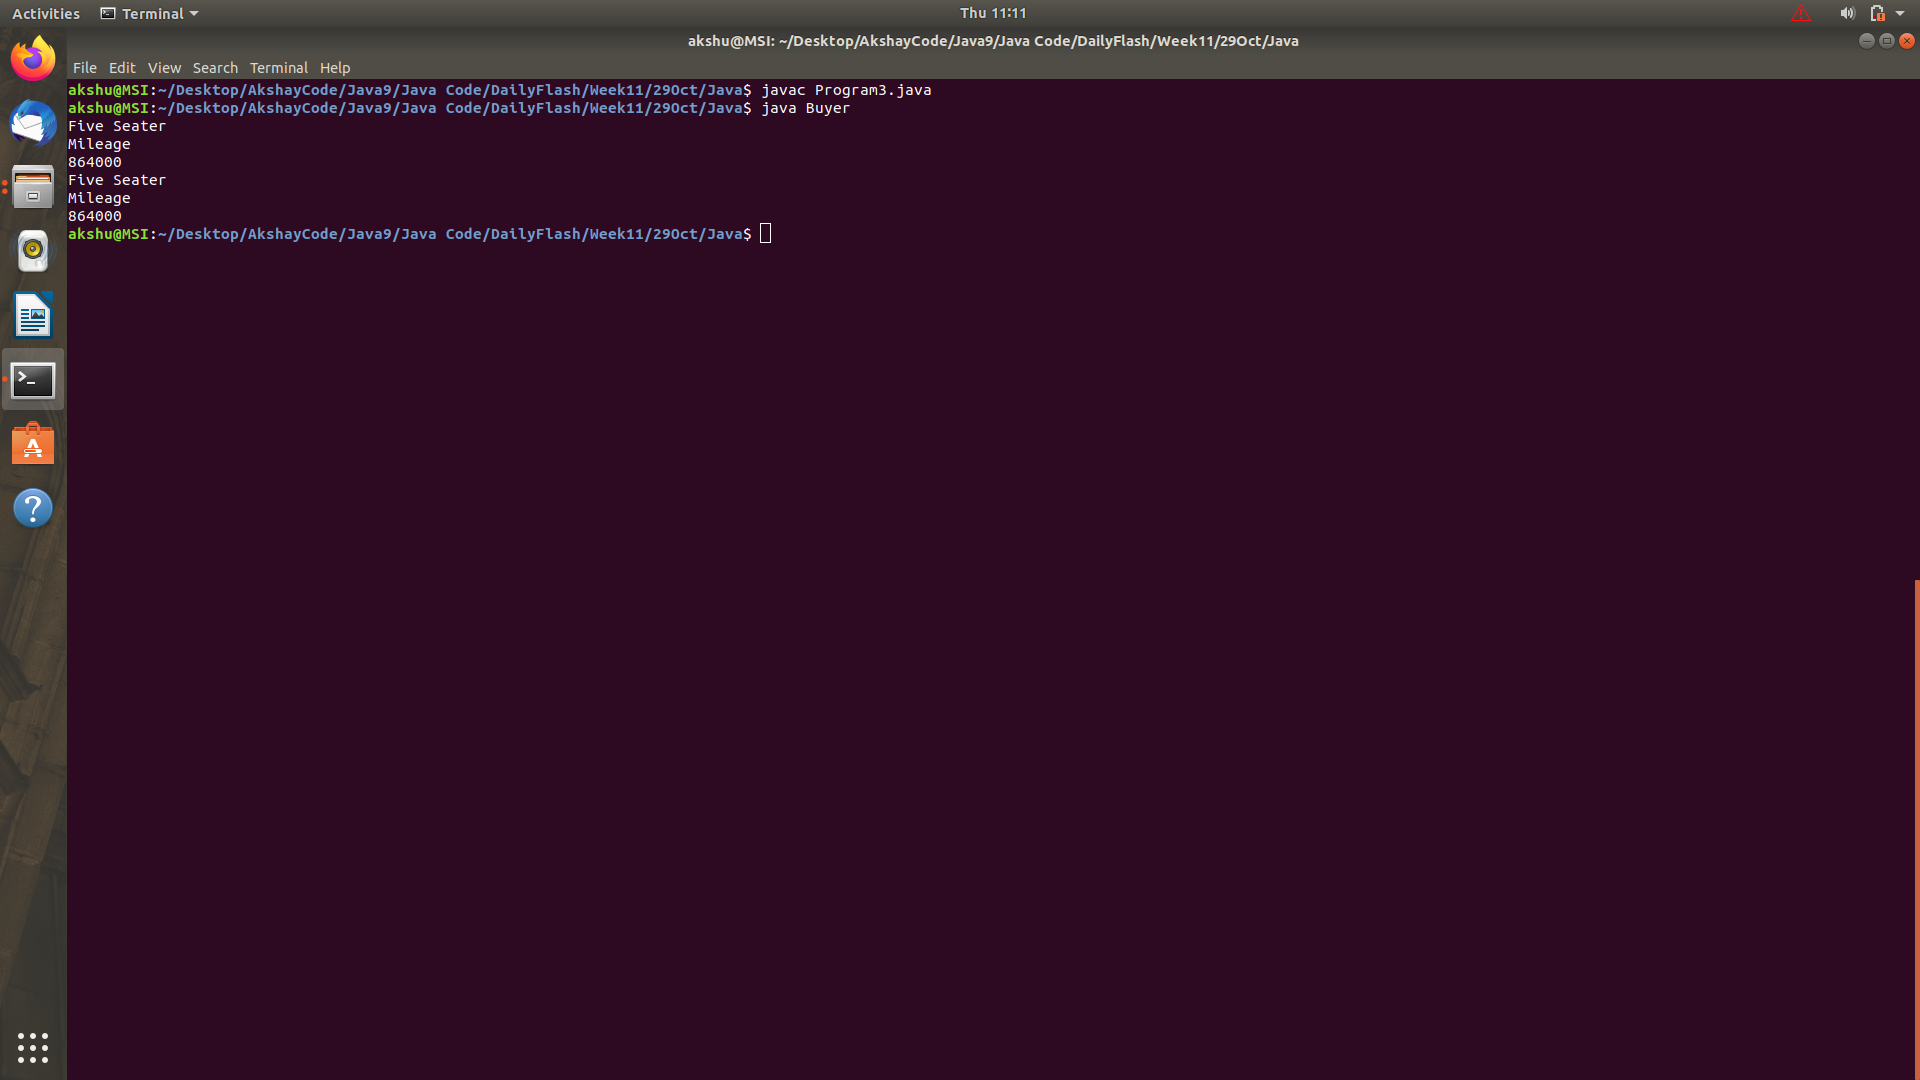 Activities Terminal Thu 11:11
akshu@MSI: ~/Desktop/AkshayCode/Java9/Java Code/DailyFlash/Week11/29Oct/Java
File Edit View Search Terminal Help
akshu@MSI:~/Desktop/AkshayCode/Java9/Java Code/DailyFlash/Week11/29Oct/Java$ javac Program3.java
akshu@MSI:~/Desktop/AkshayCode/Java9/Java Code/DailyFlash/Week11/29Oct/Java$ java Buyer
Five Seater
Mileage
864000
Five Seater
Mileage
864000
akshu@MSI:~/Desktop/AkshayCode/Java9/Java Code/DailyFlash/Week11/29Oct/Java$